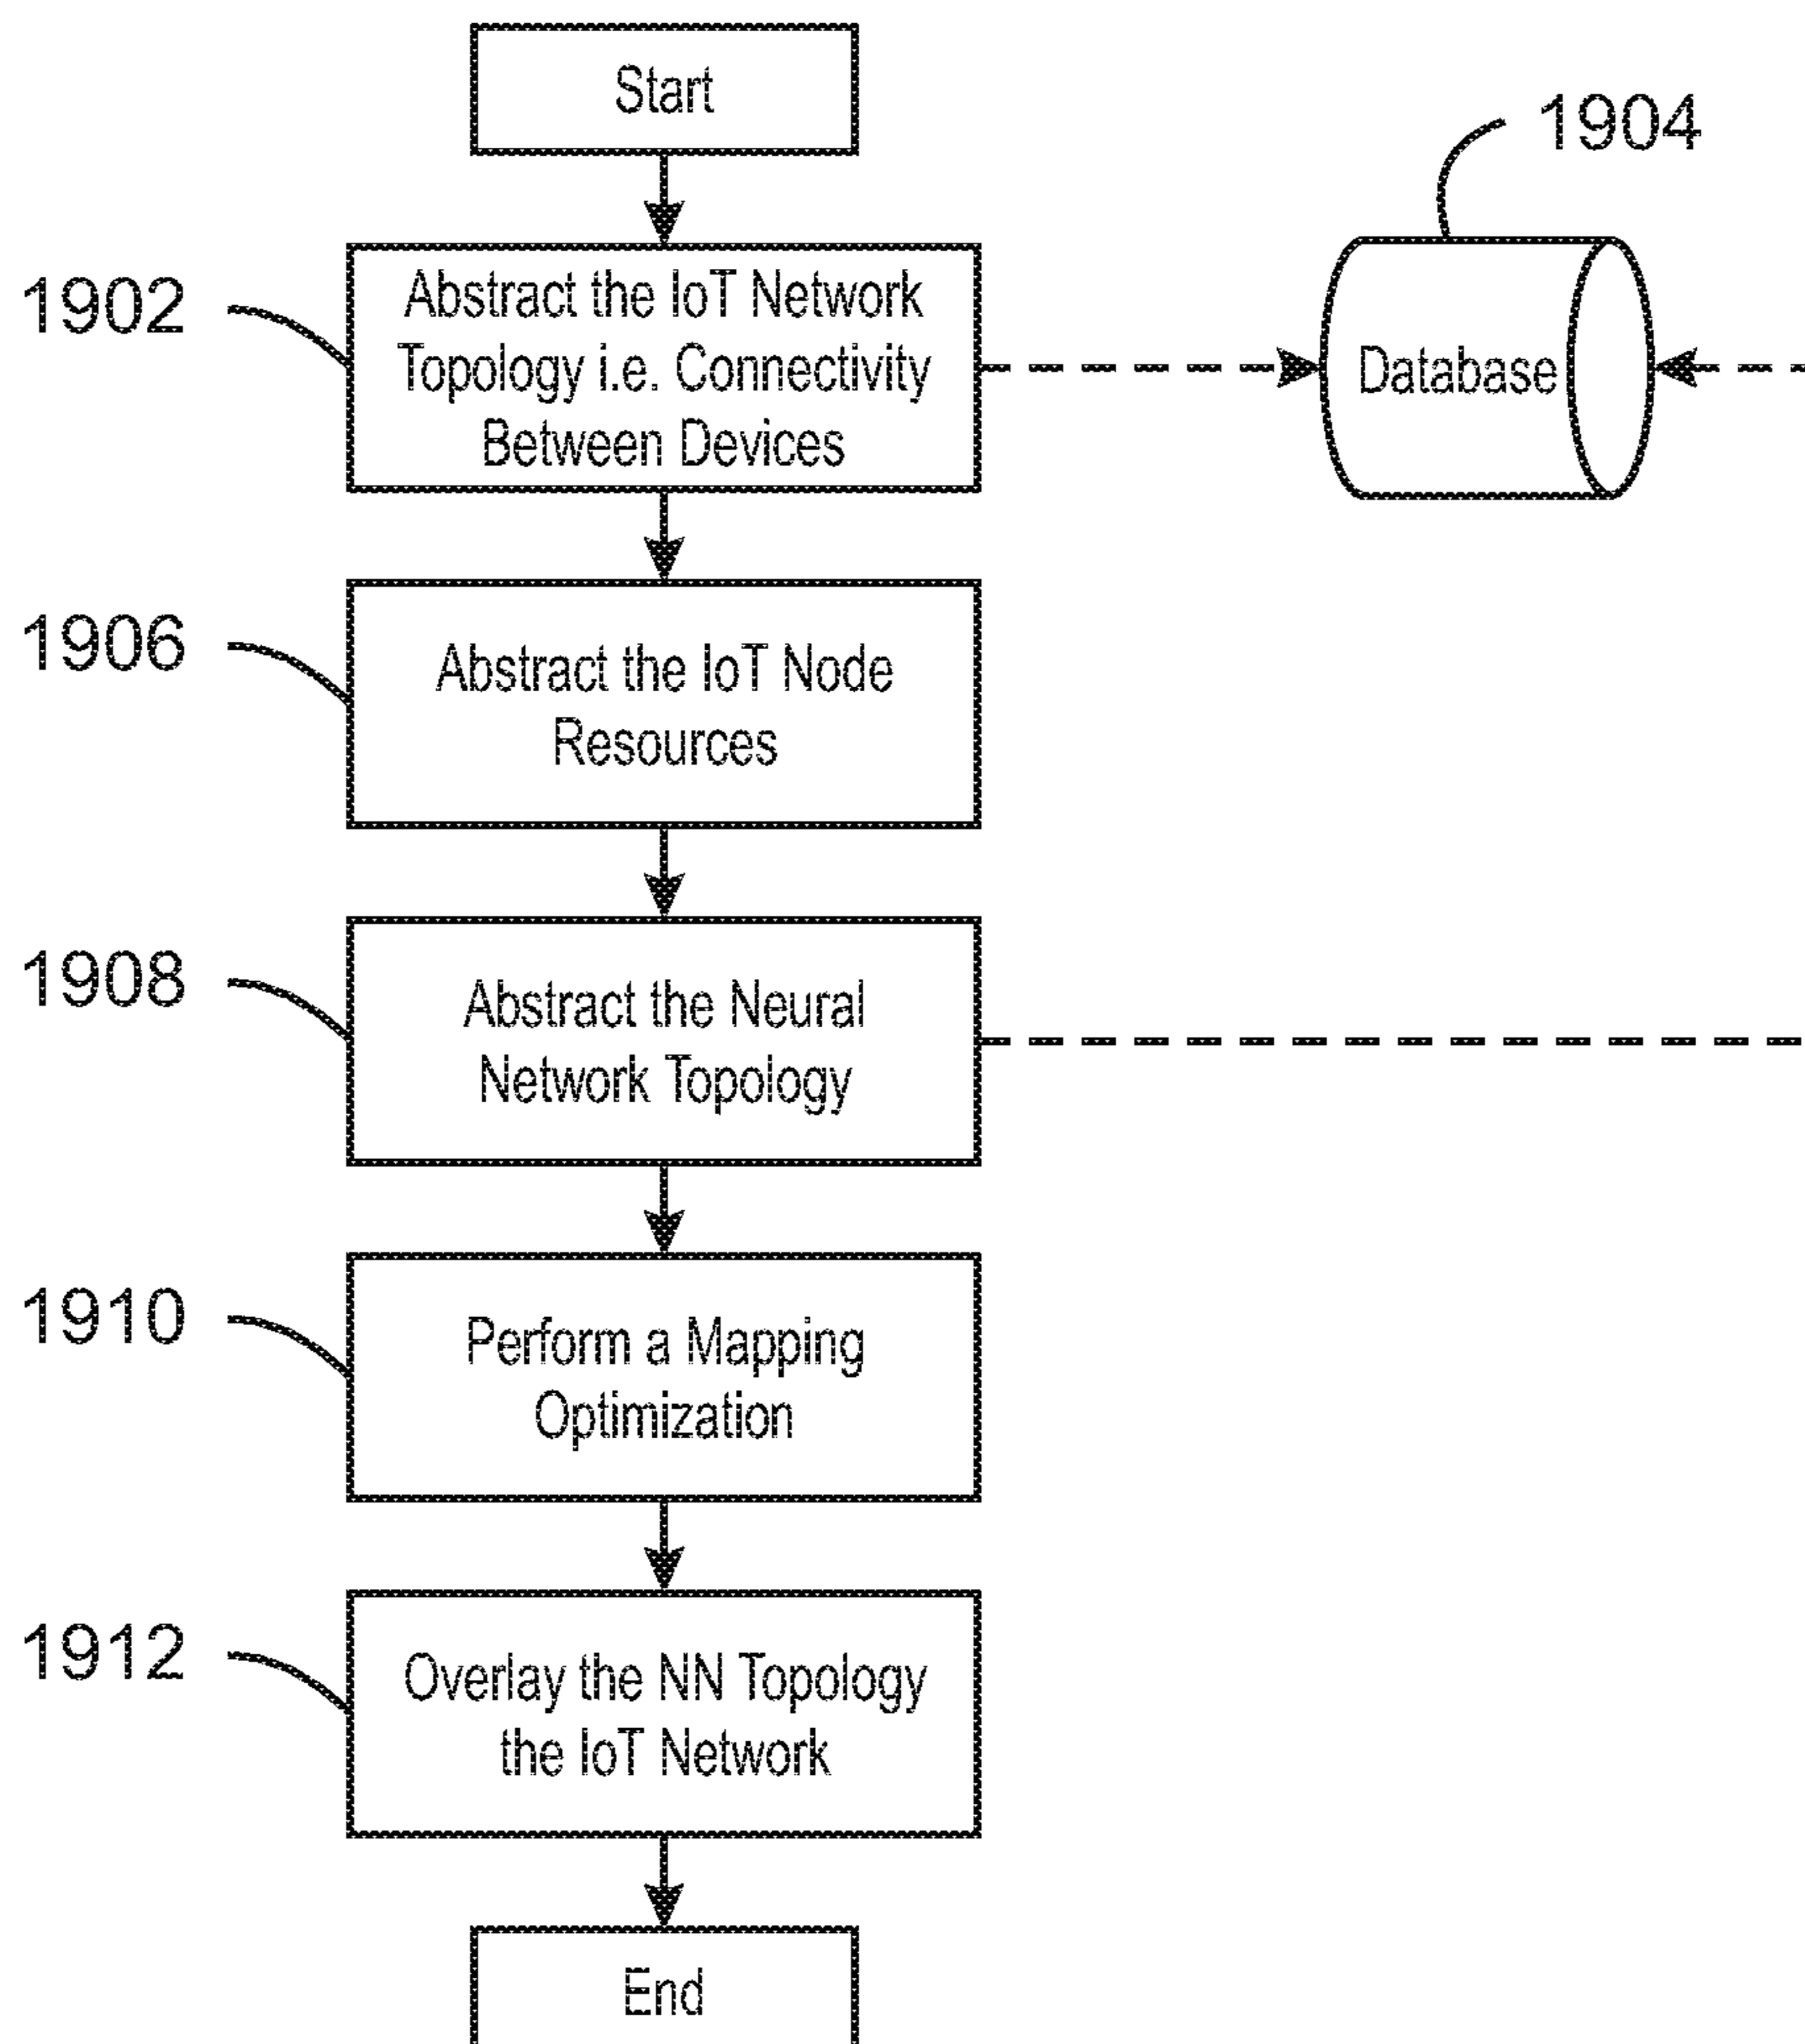 Start
1904
1902
Abstract the IoT Network
Topology i.e. Connectivity
Between Devices
Database
1906
Abstract the IoT Node
Resources
1908
Abstract the Neural
Network Topology
1910
Perform a Mapping
Optimization
1912
Overlay the NN Topology
the IoT Network
End